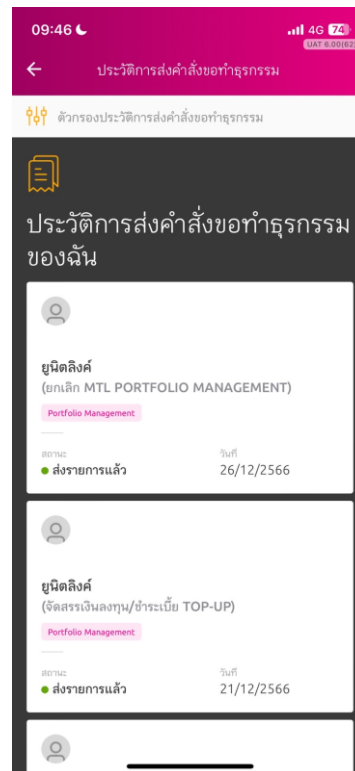 09:46
4G 74
UAT 6.00(62
ประวัติการส่งคำสั่งขอทำธุรกรรม
ตัวกรองประวัติการส่งคำสั่งขอทำธุรกรรม
ประวัติการส่งคำสั่งขอทำธุรกรรม
ของฉัน
ยูนิตลิงค์
(ยกเลิก MTL PORTFOLIO MANAGEMENT)
Portfolio Management
สถานะ วันที่
ส่งรายการแล้ว 26/12/2566
ยูนิตลิงค์
(จัดสรรเงินลงทุน/ชำระเบี้ย TOP-UP)
Portfolio Management
สถานะ วันที่
ส่งรายการแล้ว 21/12/2566